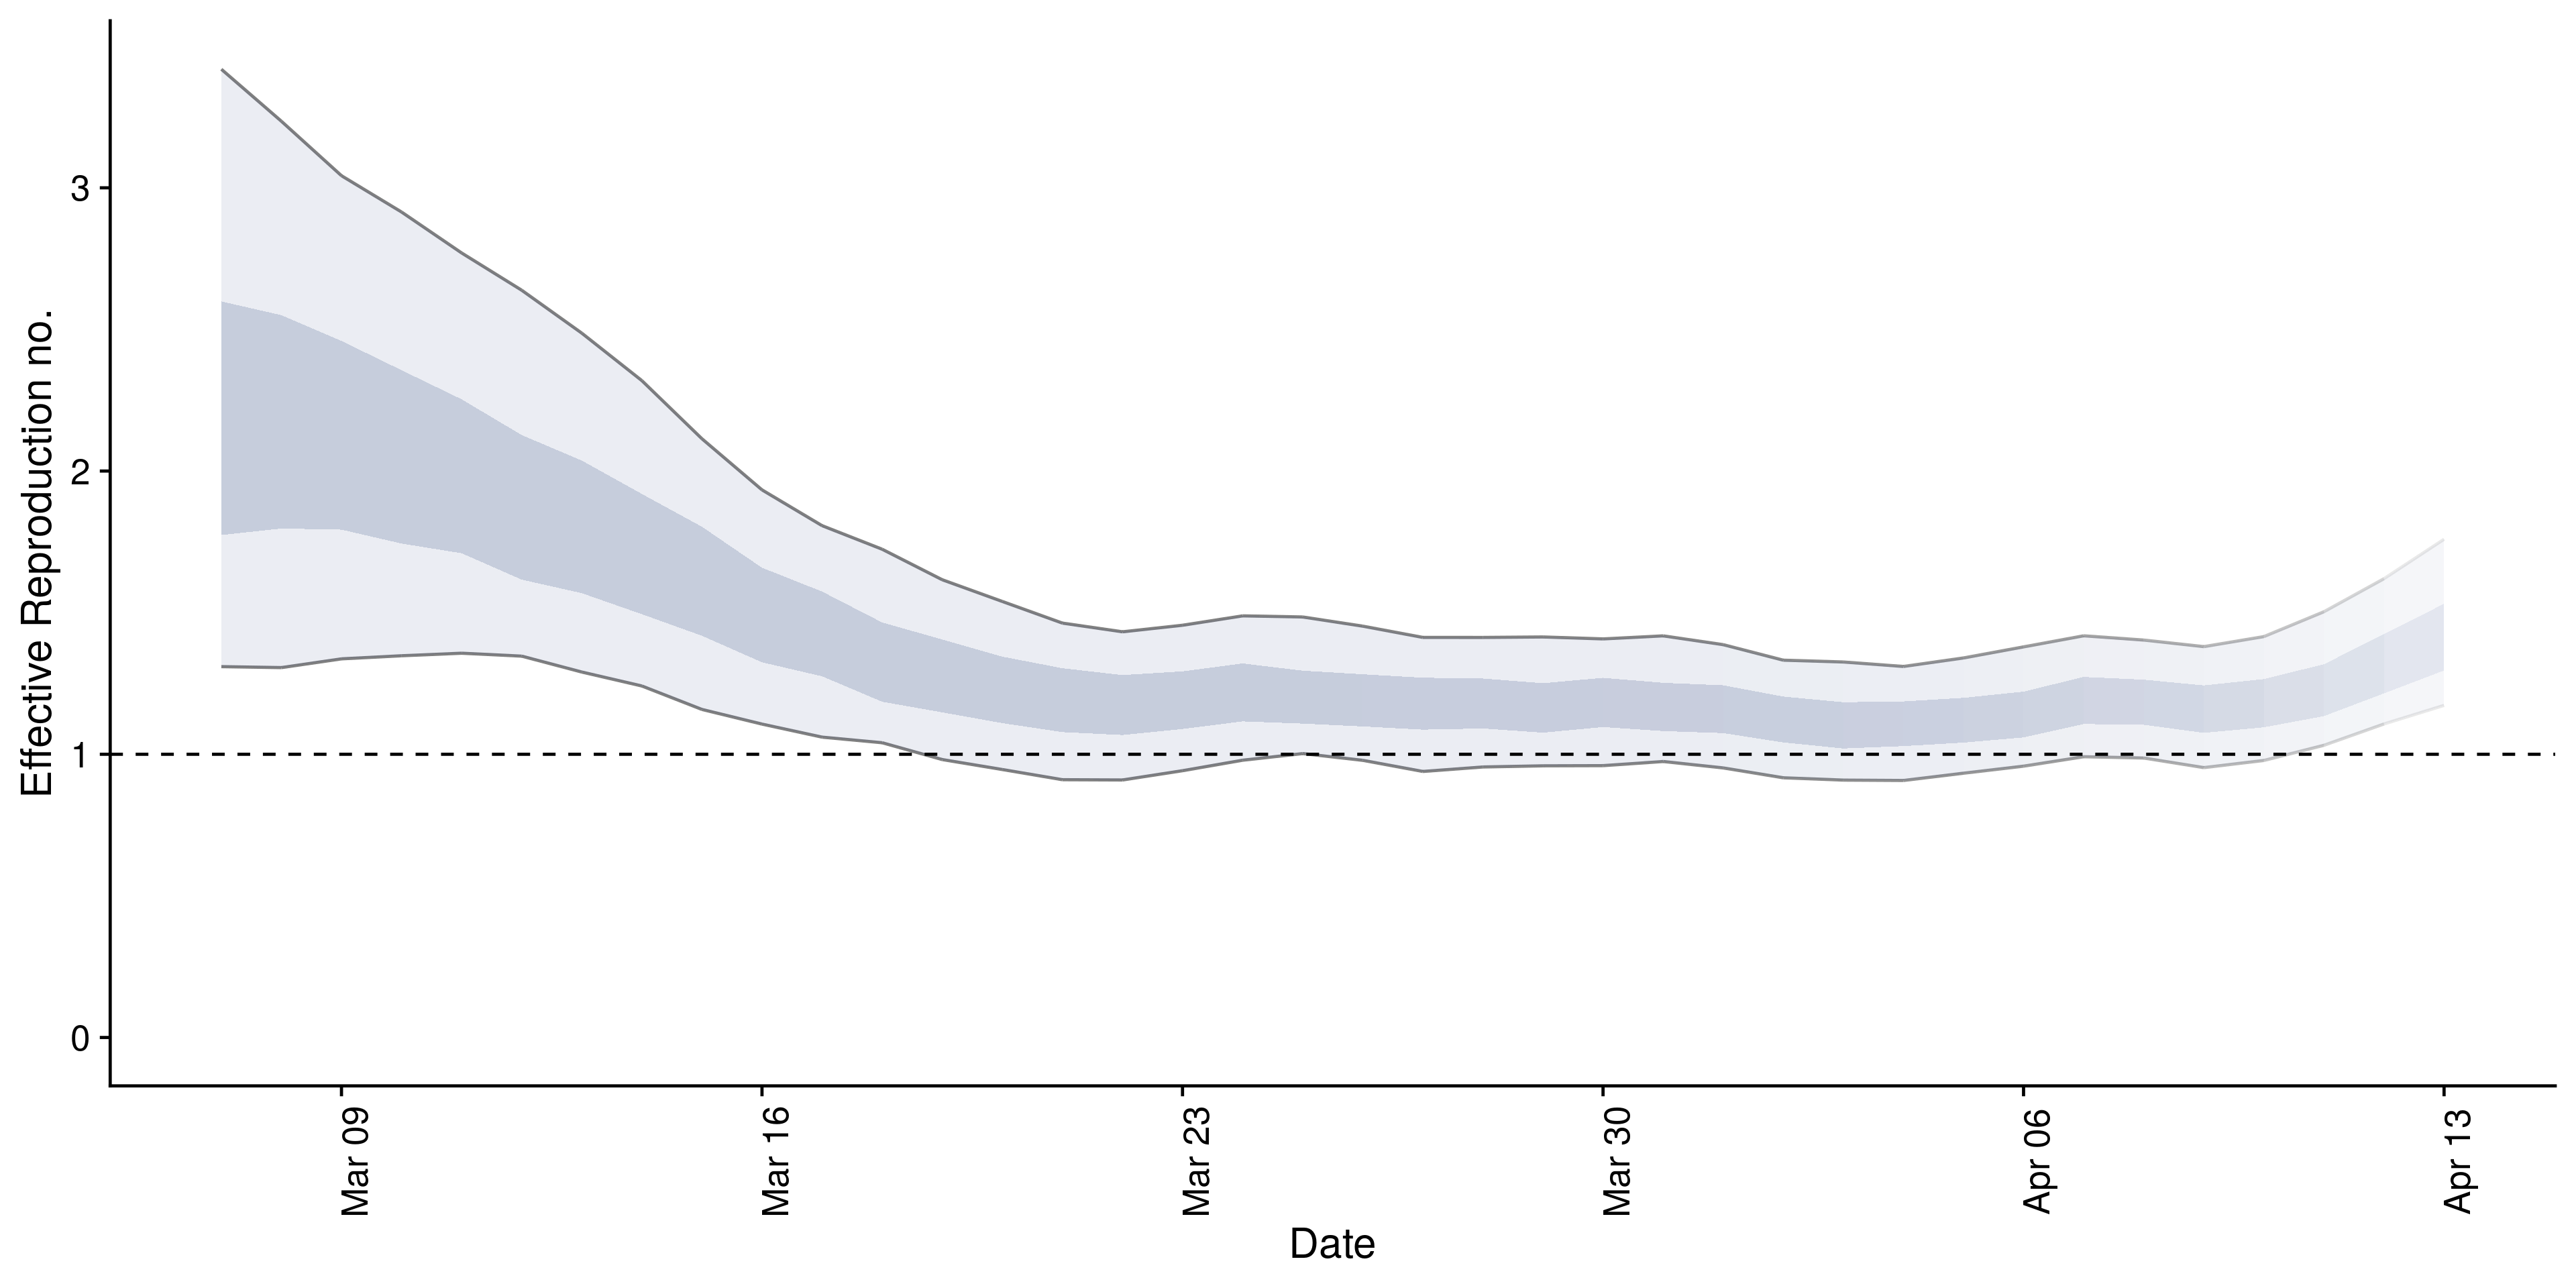 Effective Reproduction no.
3
2
1
0
Mar 09
Mar 16
Mar 23
Mar 30
Apr 06
Apr 13
Date